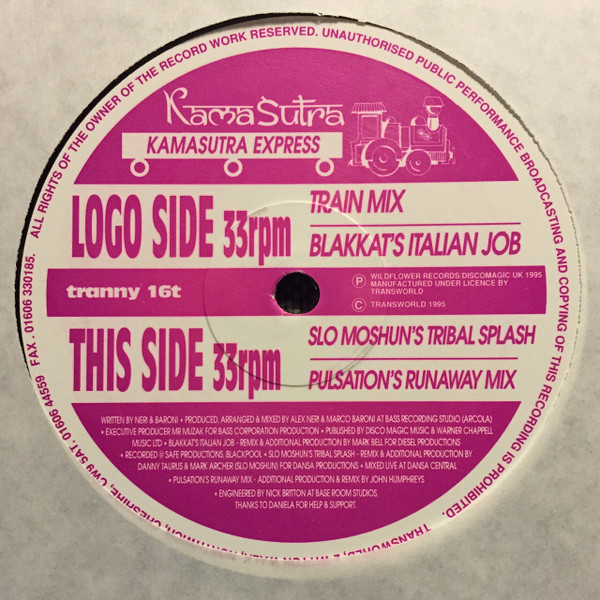 ALL RIGHTS OF THE OWNER OF THE RECORD WORK RESERVED. UNAUTHORISED PUBLIC PERFORMANCE BROADCASTING AND COPYING OF THIS RECORDING IS PROHIBITED.
Kama Sutra
KAMASUTRA EXPRESS
LOGO SIDE 33rpm
TRAIN MIX
BLAKKAT'S ITALIAN JOB
tranny 16t
Ⓟ WILDFLOWER RECORDS/DISCOMAGIC UK 1995
MANUFACTURED UNDER LICENCE BY
TRANSWORLD
© TRANSWORLD 1995
THIS SIDE 33rpm
SLO MOSHUN'S TRIBAL SPLASH
PULSATION'S RUNAWAY MIX
WRITTEN BY NERI & BARONI • PRODUCED, ARRANGED & MIXED BY ALEX NERI & MARCO BARONI AT BASS RECORDING STUDIO (ARCOLA)
• EXECUTIVE PRODUCER MR MUZAK FOR BASS CORPORATION PRODUCTION • PUBLISHED BY DISCO MAGIC MUSIC & WARNER CHAPPELL
MUSIC LTD • BLAKKAT'S ITALIAN JOB - REMIX & ADDITIONAL PRODUCTION BY MARK BELL FOR DIESEL PRODUCTIONS
• RECORDED @ SAFE PRODUCTIONS, BLACKPOOL • SLO MOSHUN'S TRIBAL SPLASH - REMIX & ADDITIONAL PRODUCTION BY
DANNY TAURUS & MARK ARCHER (SLO MOSHUN) FOR DANSA PRODUCTIONS • MIXED LIVE AT DANSA CENTRAL
• PULSATION'S RUNAWAY MIX - ADDITIONAL PRODUCTION & REMIX BY JOHN HUMPHREYS
• ENGINEERED BY NICK BRITTON AT BASE ROOM STUDIOS.
THANKS TO DANIELA FOR HELP & SUPPORT.
TRANSWORLD, CHESHIRE, CW9 5AT. 01606 44559 FAX. 01606 330185.